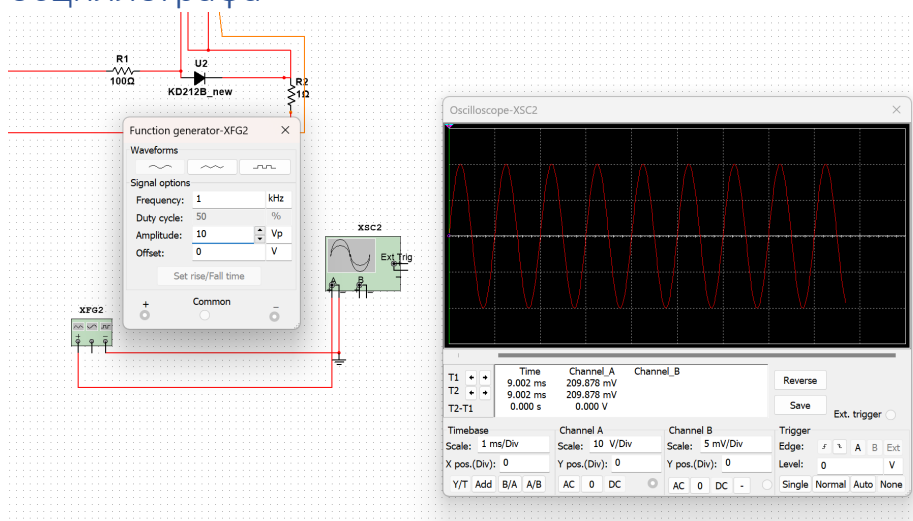 осциллографа
R1
100Ω
U2
KD212B_new
R2
1Ω
Function generator-XFG2
Waveforms
Signal options
Frequency: 1 kHz
Duty cycle: 50 %
Amplitude: 10 Vp
Offset: 0 V
Set rise/Fall time
+ Common −
XFG2
XSC2
Ext Trig
A B
Oscilloscope-XSC2
Time Channel_A Channel_B
T1 9.002 ms 209.878 mV
T2 9.002 ms 209.878 mV
T2-T1 0.000 s 0.000 V
Reverse
Save
Ext. trigger
Timebase Channel A Channel B Trigger
Scale: 1 ms/Div Scale: 10 V/Div Scale: 5 mV/Div Edge: A B Ext
X pos.(Div): 0 Y pos.(Div): 0 Y pos.(Div): 0 Level: 0 V
Y/T Add B/A A/B AC 0 DC AC 0 DC - Single Normal Auto None